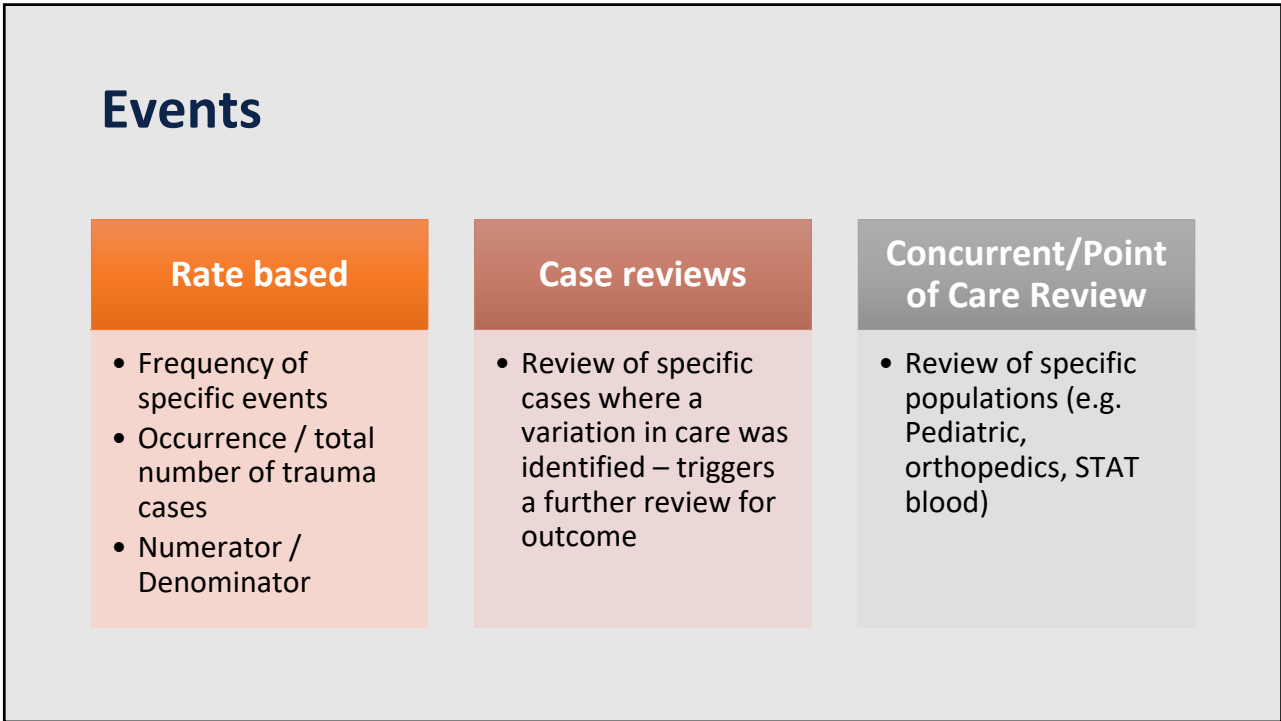 Events
Rate based
• Frequency of
specific events
• Occurrence / total
number of trauma
cases
• Numerator /
Denominator
Case reviews
• Review of specific
cases where a
variation in care was
identified – triggers
a further review for
outcome
Concurrent/Point
of Care Review
• Review of specific
populations (e.g.
Pediatric,
orthopedics, STAT
blood)